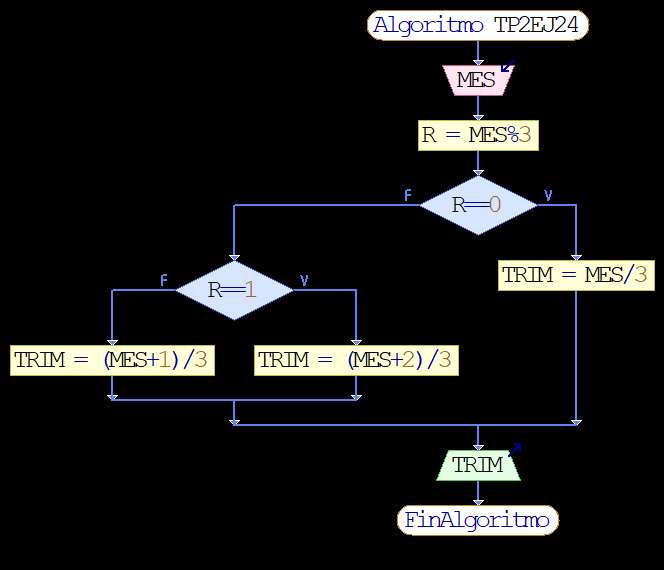 Algoritmo TP2EJ24
MES
R = MES%3
F
V
R==0
F
V
R==1
TRIM = MES/3
TRIM = (MES+1)/3
TRIM = (MES+2)/3
TRIM
FinAlgoritmo